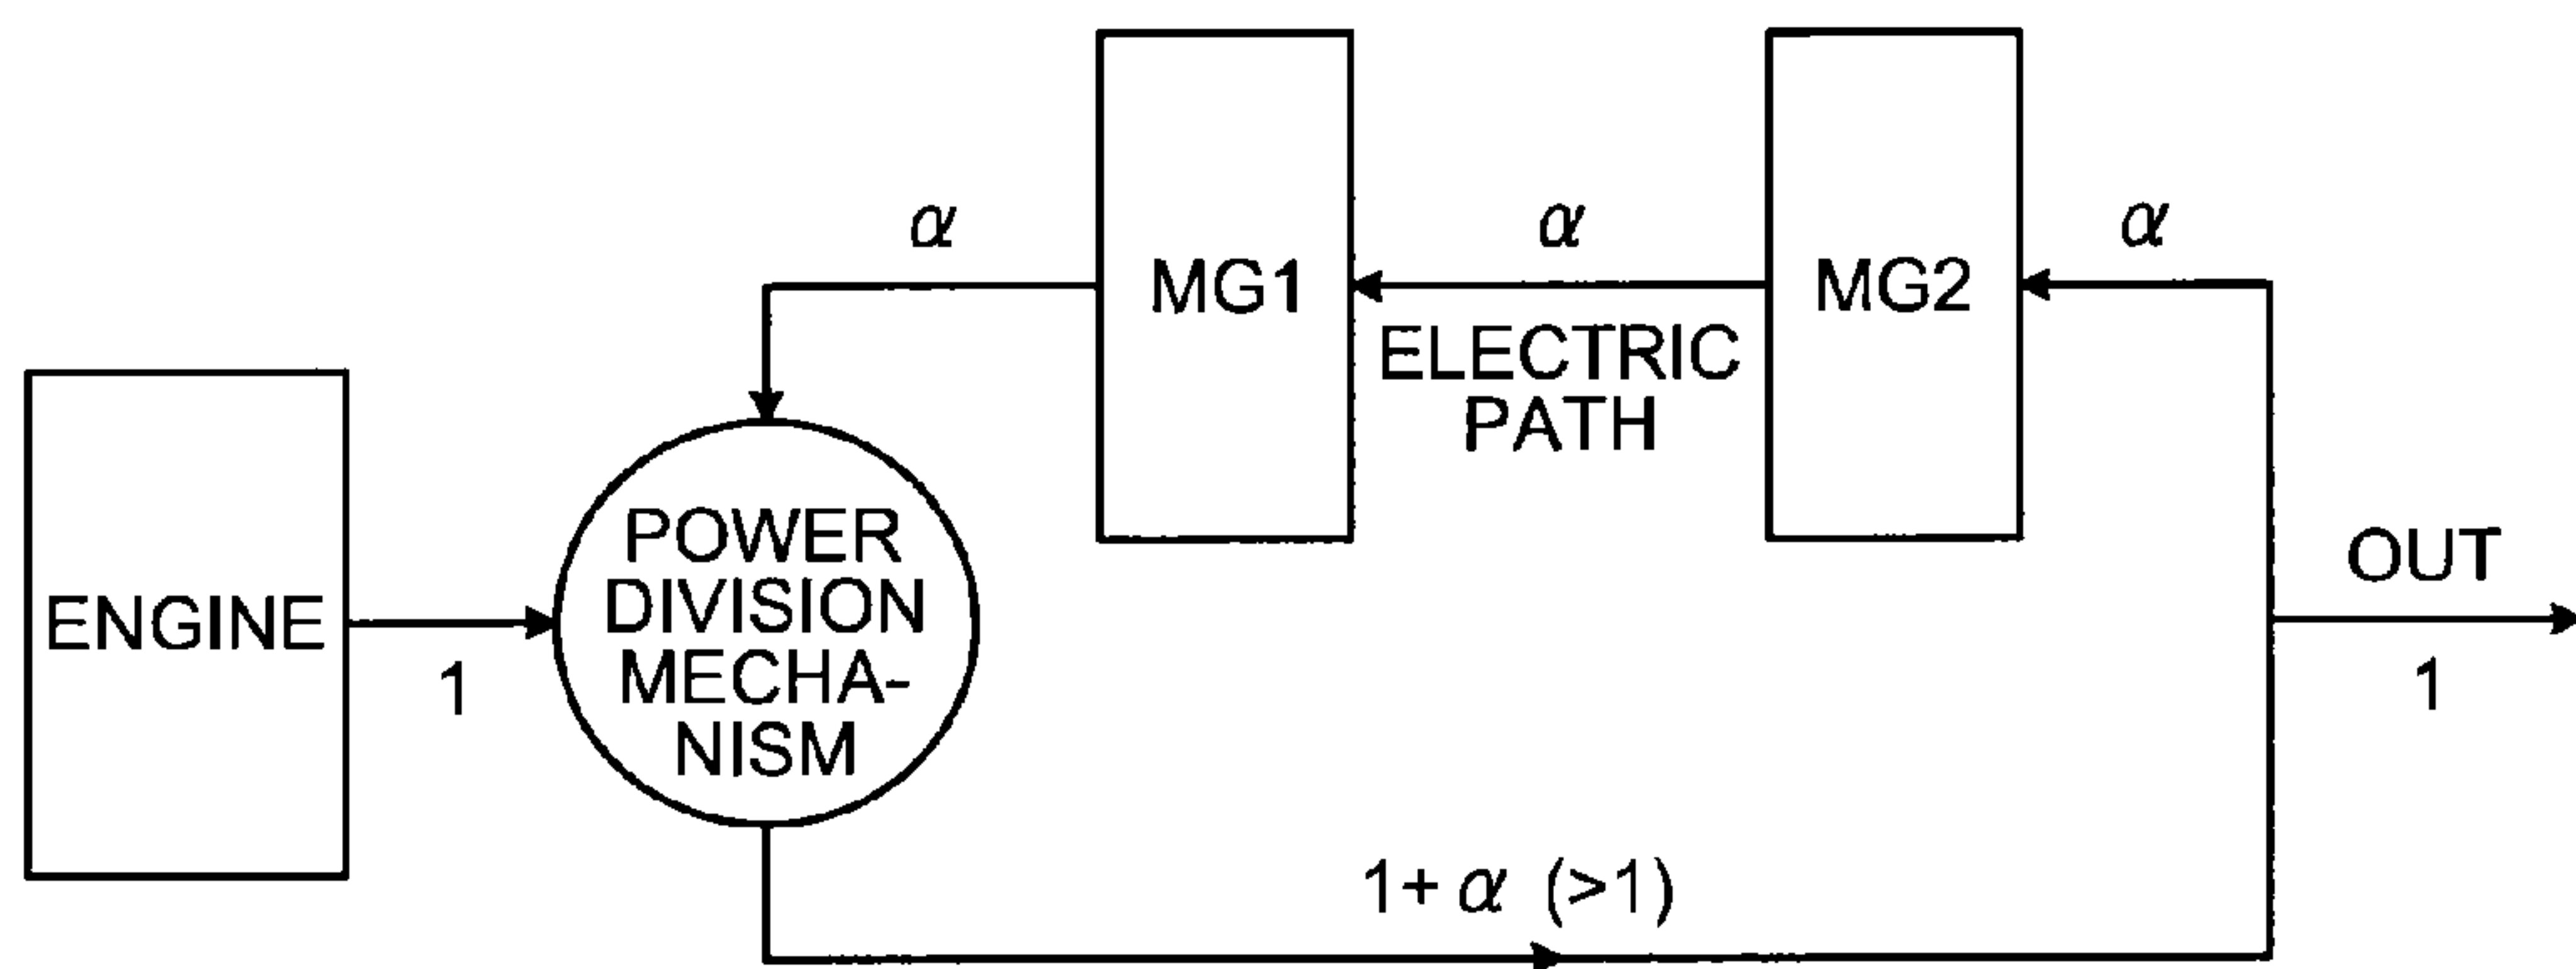 α
α
α
MG1
MG2
ELECTRIC
PATH
POWER
DIVISION
MECHA-
NISM
ENGINE
1
OUT
1
1+α (>1)